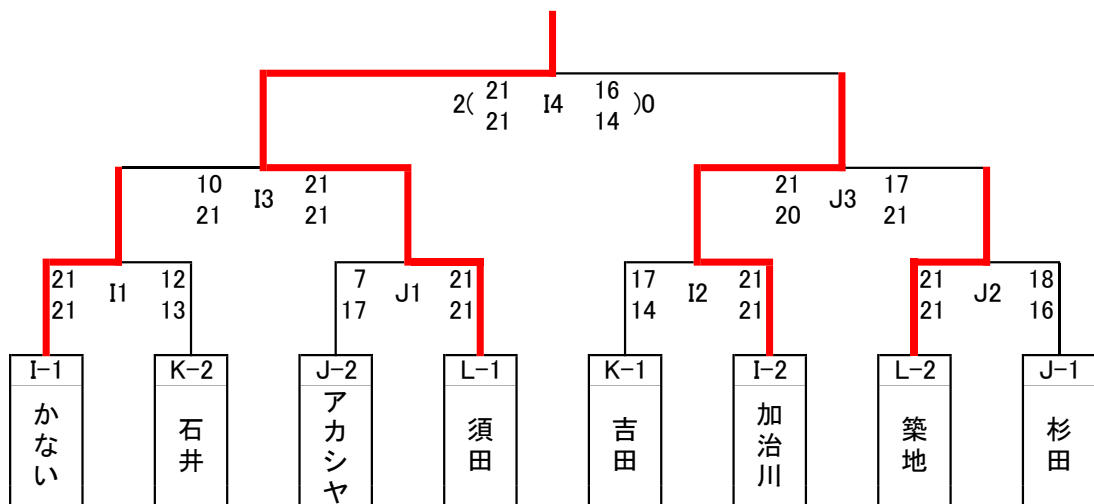 2( 21 I4 16 )0
21 14
10 I3 21
21 21
21 J3 17
20 21
21 I1 12
21 13
7 J1 21
17 21
17 I2 21
14 21
21 J2 18
21 16
I-1 K-2 J-2 L-1 K-1 I-2 L-2 J-1
かない
石井
アカシヤ
須田
吉田
加治川
築地
杉田